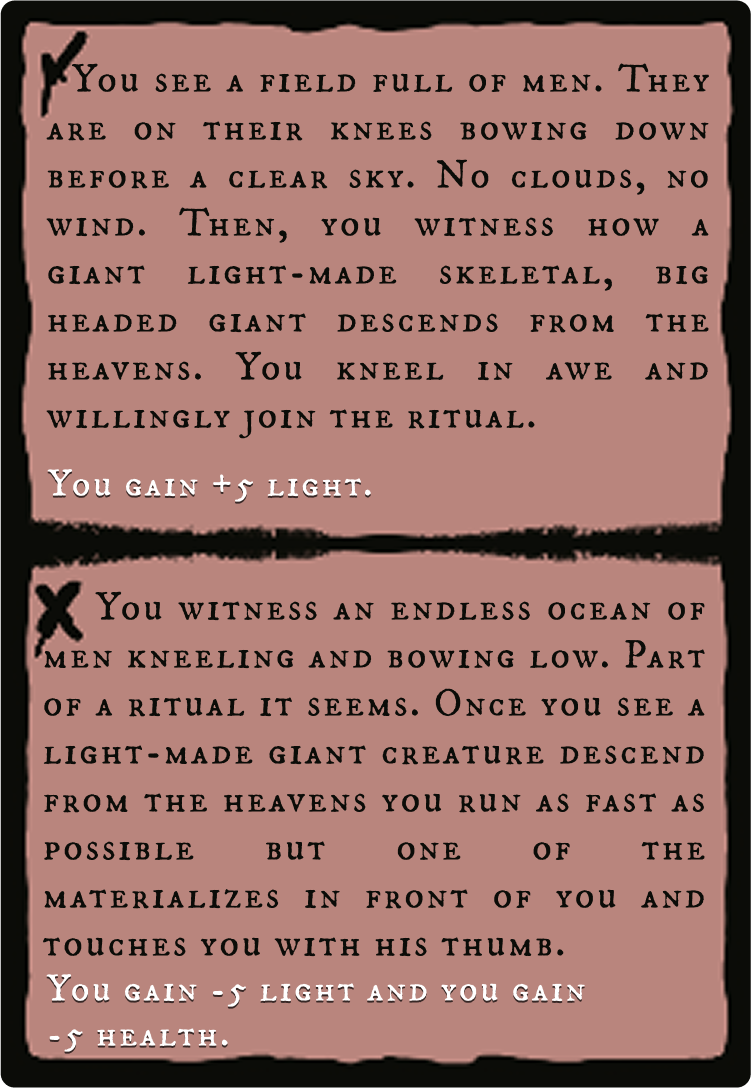 You see a field full of men. They
are on their knees bowing down
before a clear sky. No clouds, no
wind. Then, you witness how a
giant light-made skeletal, big
headed giant descends from the
heavens. You kneel in awe and
willingly join the ritual.
You gain +5 light.
X You witness an endless ocean of
men kneeling and bowing low. Part
of a ritual it seems. Once you see a
light-made giant creature descend
from the heavens you run as fast as
possible but one of the
materializes in front of you and
touches you with his thumb.
You gain -5 light and you gain
-5 health.